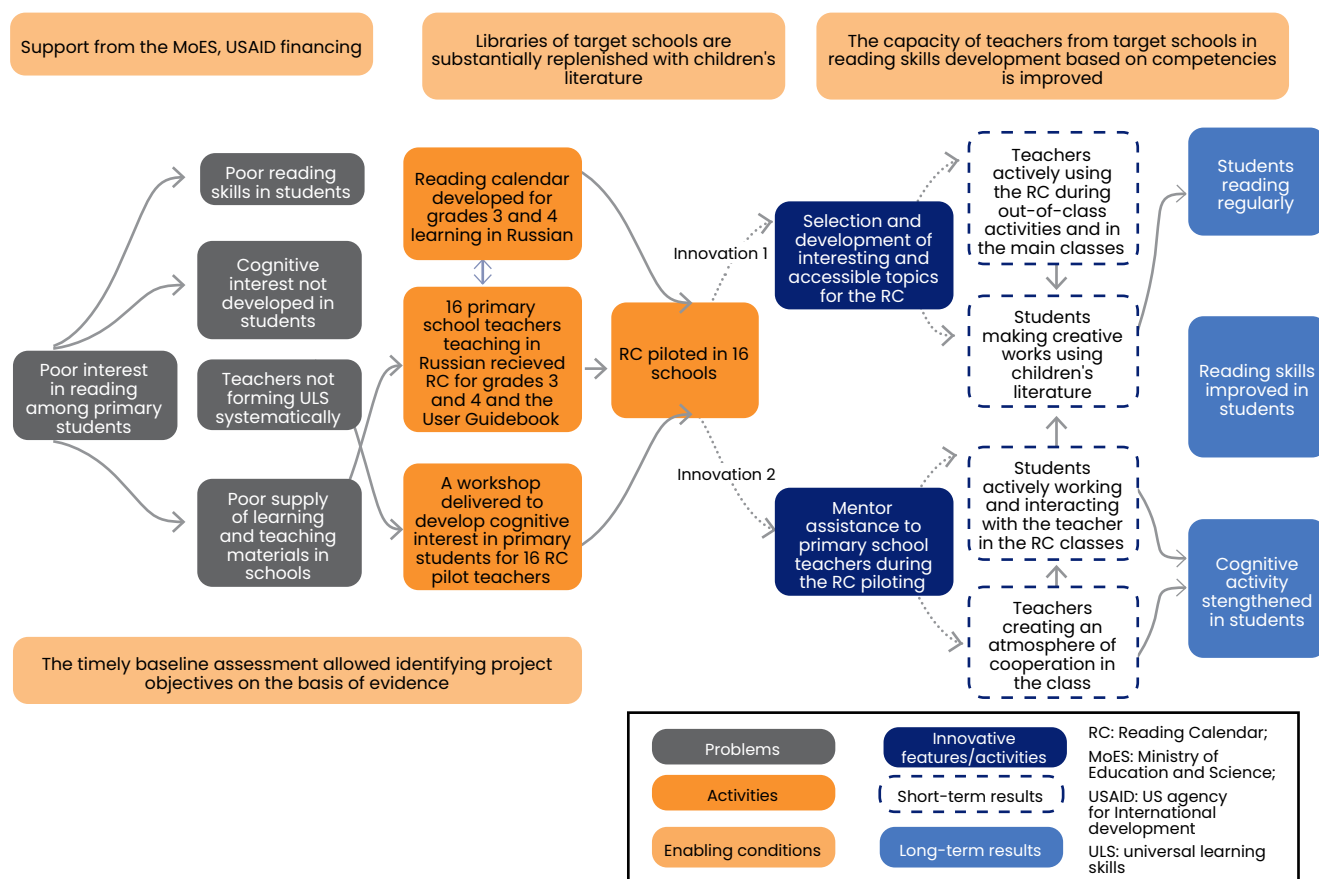 Support from the MoES, USAID financing
Libraries of target schools are
substantially replenished with children's
literature
The capacity of teachers from target schools in
reading skills development based on competencies
is improved
Poor interest
in reading
among primary
students
Poor reading
skills in students
Cognitive
interest not
developed in
students
Teachers not
forming ULS
systematically
Poor supply
of learning
and teaching
materials in
schools
Reading calendar
developed for
grades 3 and 4
learning in Russian
16 primary
school teachers
teaching in
Russian recieved
RC for grades 3
and 4 and the
User Guidebook
A workshop
delivered to
develop cognitive
interest in primary
students for 16 RC
pilot teachers
RC piloted in 16
schools
Innovation 1
Innovation 2
Selection and
development of
interesting and
accessible topics
for the RC
Mentor
assistance to
primary school
teachers during
the RC piloting
Teachers
actively using
the RC during
out-of-class
activities and in
the main classes
Students
making creative
works using
children's
literature
Students
actively working
and interacting
with the teacher
in the RC classes
Teachers
creating an
atmosphere of
cooperation in
the class
Students
reading
regularly
Reading skills
improved in
students
Cognitive
activity
stengthened
in students
The timely baseline assessment allowed identifying project
objectives on the basis of evidence
Problems
Activities
Enabling conditions
Innovative
features/activities
Short-term results
Long-term results
RC: Reading Calendar;
MoES: Ministry of
Education and Science;
USAID: US agency
for International
development
ULS: universal learning
skills